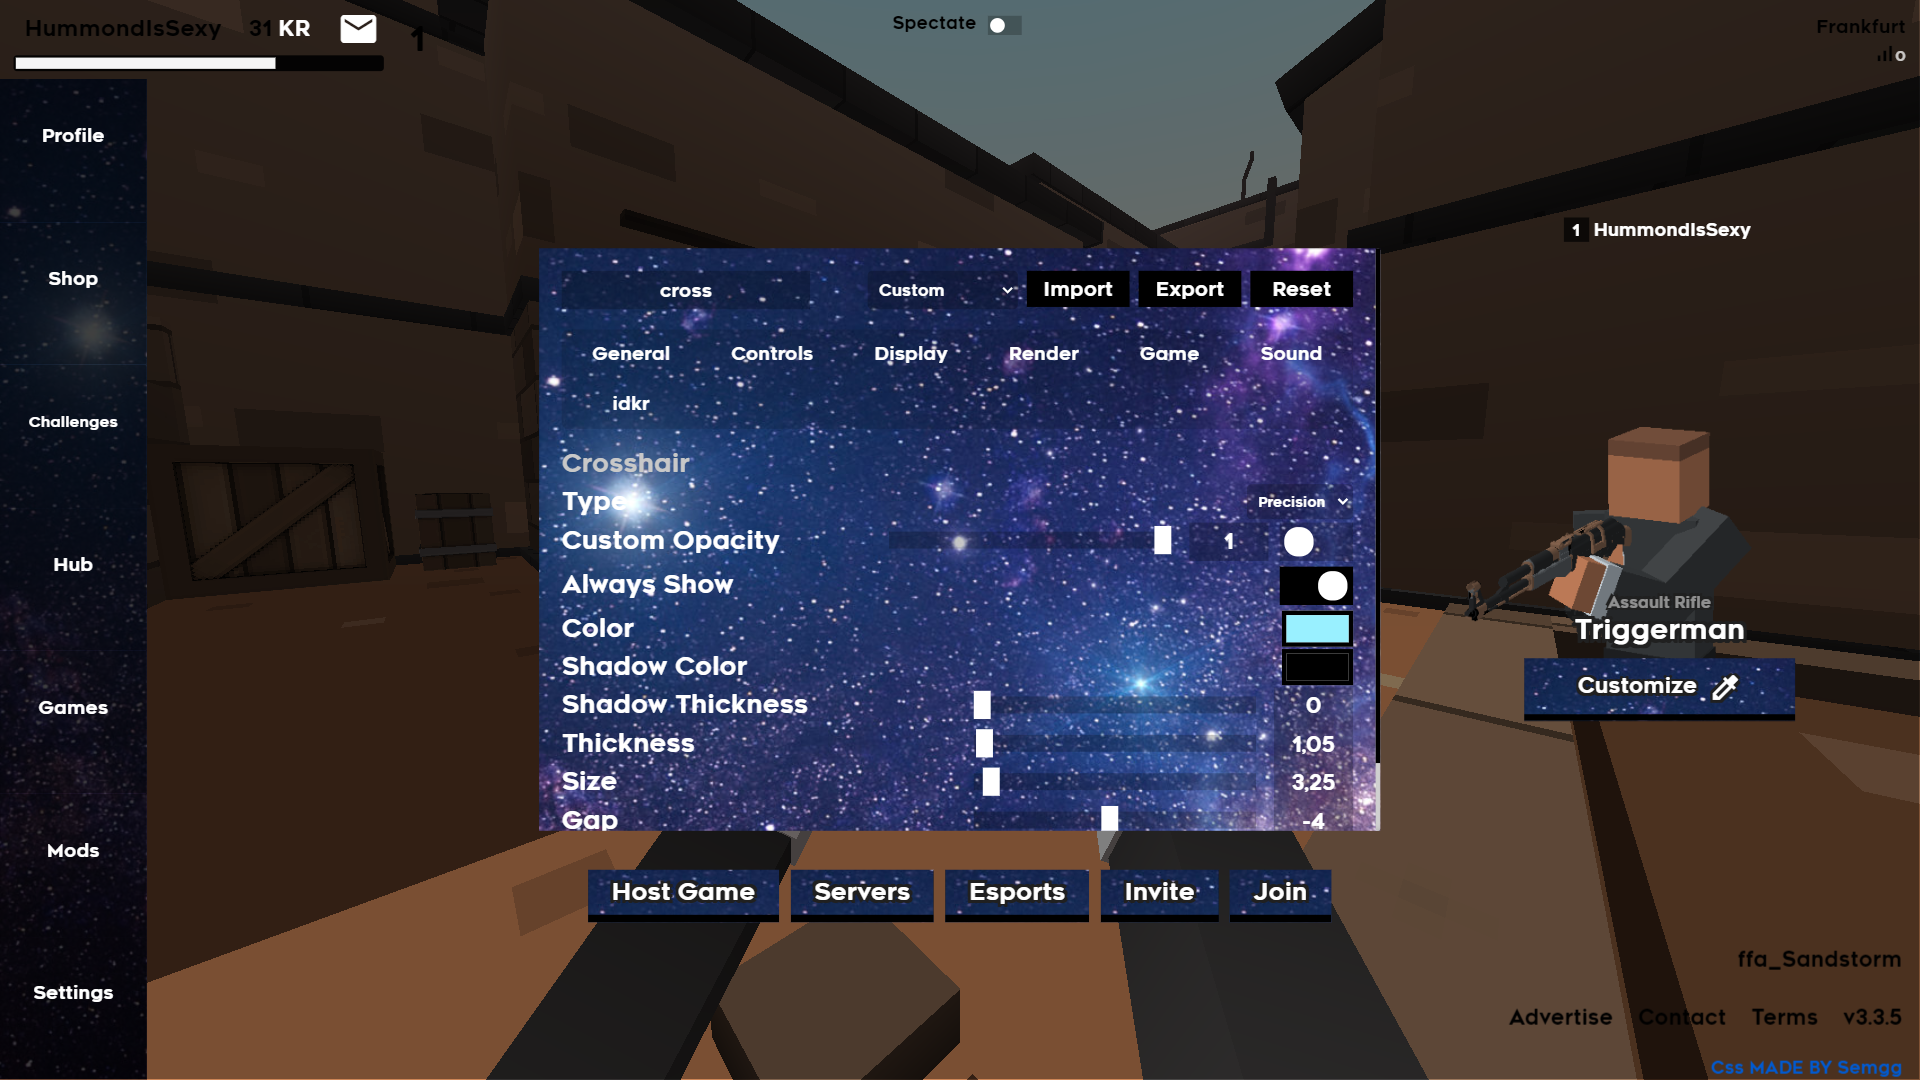 HummondIsSexy 31 KR 1
Spectate
Frankfurt
0
Profile
Shop
Challenges
Hub
Games
Mods
Settings
cross Custom Import Export Reset
General Controls Display Render Game Sound
idkr
Crosshair
Type Precision
Custom Opacity 1
Always Show
Color
Shadow Color
Shadow Thickness 0
Thickness 1,05
Size 3,25
Gap -4
Host Game Servers Esports Invite Join
1 HummondIsSexy
Assault Rifle
Triggerman
Customize
ffa_Sandstorm
Advertise Contact Terms v3.3.5
Css MADE BY Semgg